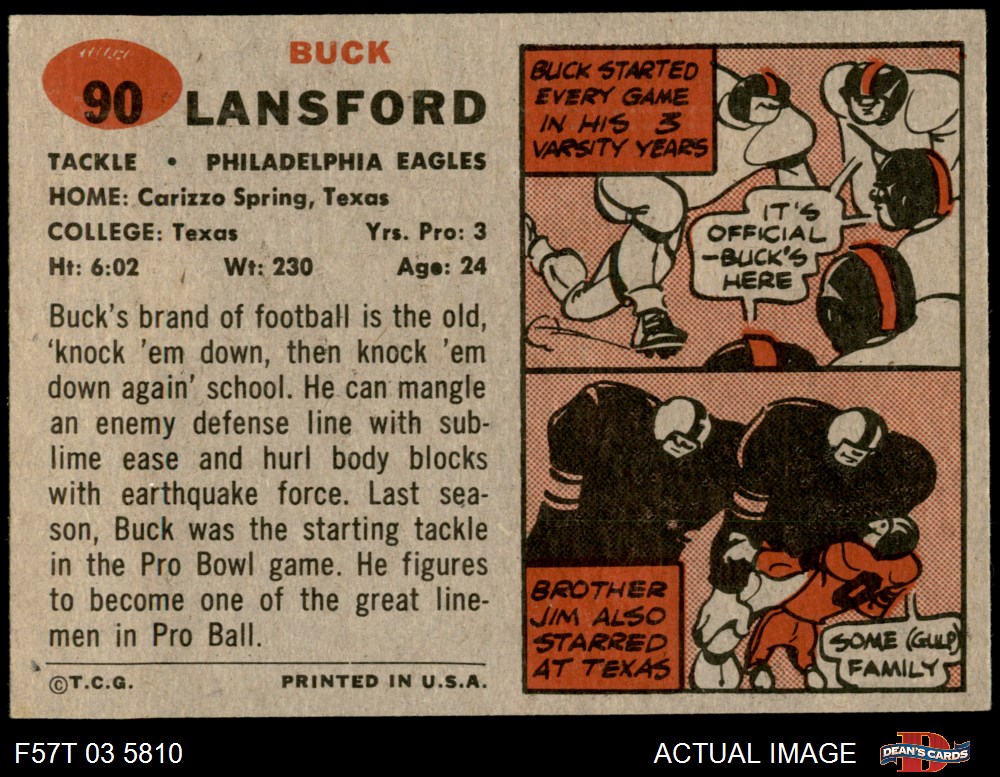 90
BUCK
LANSFORD
TACKLE • PHILADELPHIA EAGLES
HOME: Carizzo Spring, Texas
COLLEGE: Texas Yrs. Pro: 3
Ht: 6:02 Wt: 230 Age: 24
Buck's brand of football is the old,
'knock 'em down, then knock 'em
down again' school. He can mangle
an enemy defense line with sub-
lime ease and hurl body blocks
with earthquake force. Last sea-
son, Buck was the starting tackle
in the Pro Bowl game. He figures
to become one of the great line-
men in Pro Ball.
©T.C.G. PRINTED IN U.S.A.
BUCK STARTED
EVERY GAME
IN HIS 3
VARSITY YEARS
IT'S
OFFICIAL
-BUCK'S
HERE
BROTHER
JIM ALSO
STARRED
AT TEXAS
SOME (GULP)
FAMILY
F57T 03 5810
ACTUAL IMAGE
D
DEAN'S CARDS